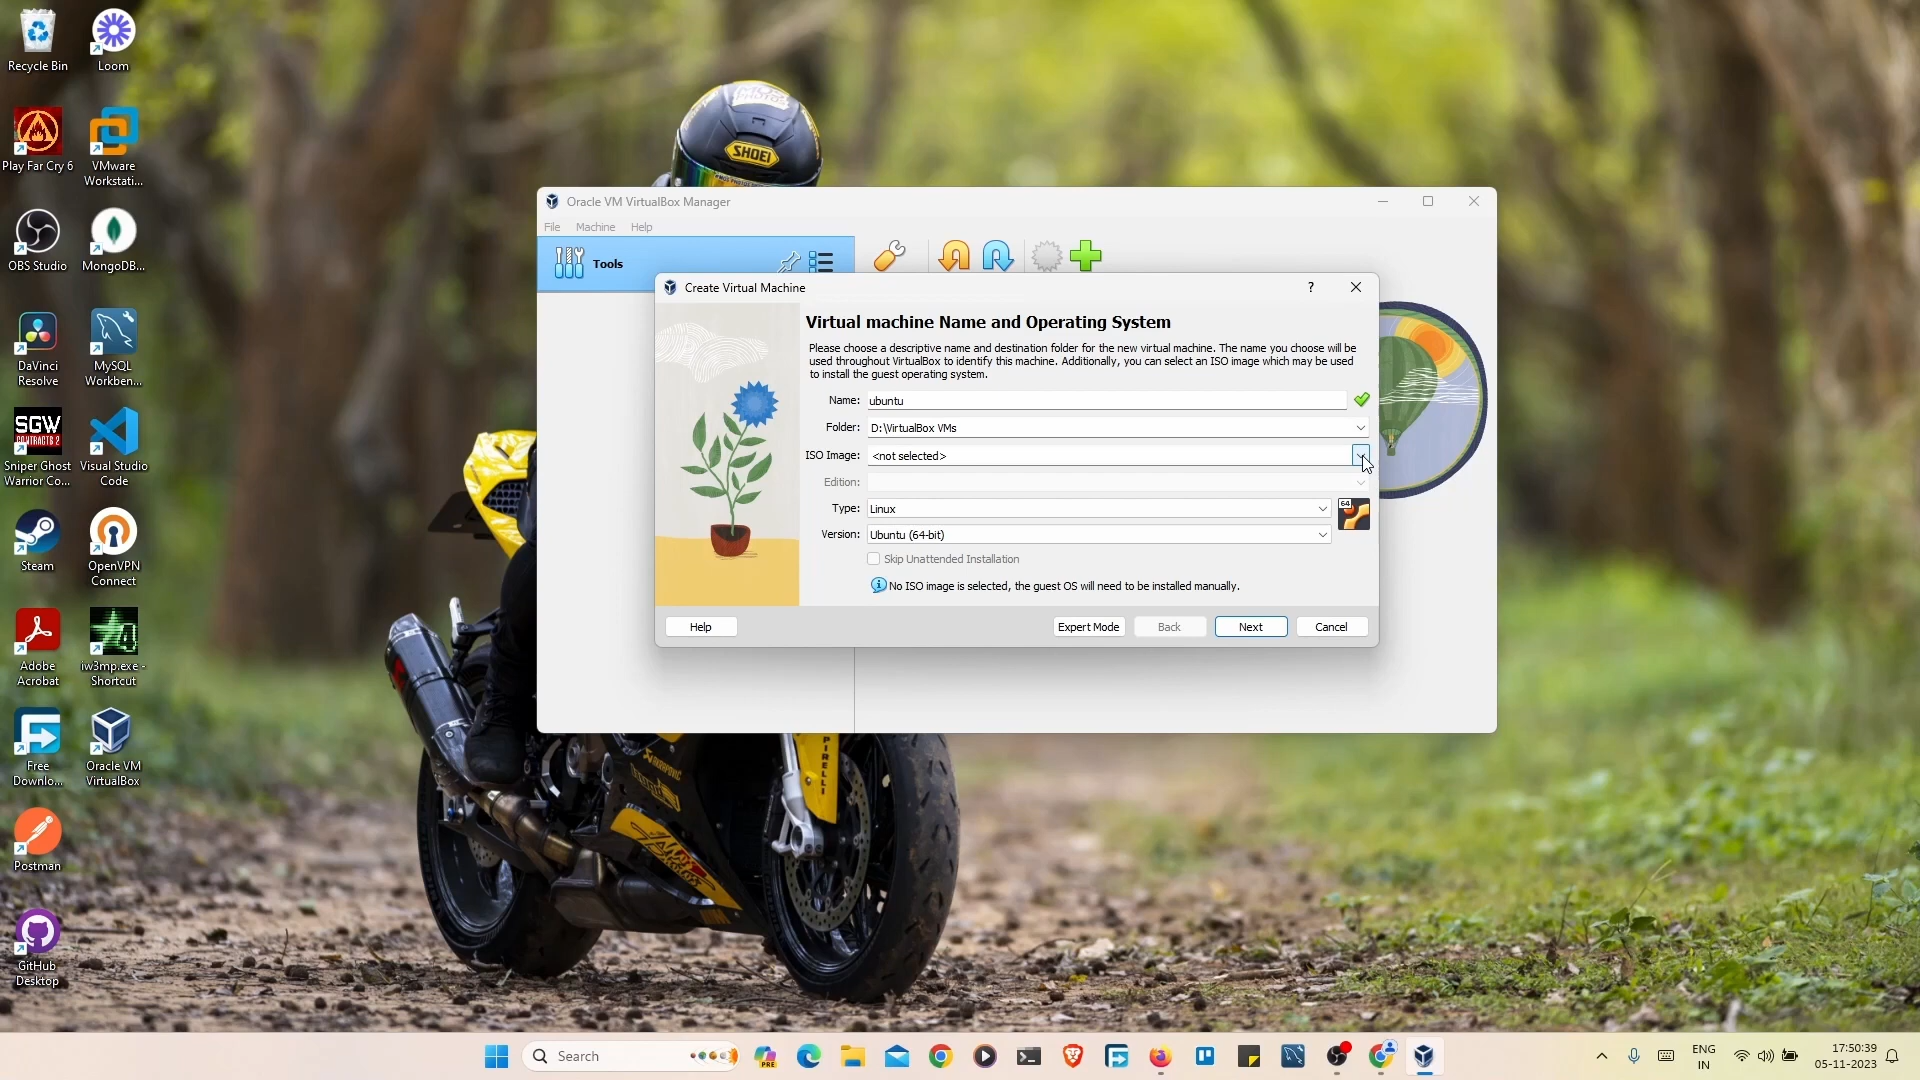 Recycle Bin
Loom
Play Far Cry 6
VMware
Workstati...
OBS Studio
MongoDB...
DaVinci
Resolve
MySQL
Workben...
SGW
CONTRACTS 2
Sniper Ghost
Warrior Co...
Visual Studio
Code
Steam
OpenVPN
Connect
Adobe
Acrobat
iw3mp.exe -
Shortcut
Free
Downlo...
Oracle VM
VirtualBox
Postman
GitHub
Desktop
SHOEI
PIRELLI
AKRAPOVIC
Oracle VM VirtualBox Manager
File Machine Help
Tools
Create Virtual Machine
?
Virtual machine Name and Operating System
Please choose a descriptive name and destination folder for the new virtual machine. The name you choose will be
used throughout VirtualBox to identify this machine. Additionally, you can select an ISO image which may be used
to install the guest operating system.
Name: ubuntu
Folder: D:\VirtualBox VMs
ISO Image: <not selected>
Edition:
Type: Linux
64
Version: Ubuntu (64-bit)
Skip Unattended Installation
No ISO image is selected, the guest OS will need to be installed manually.
Help Expert Mode Back Next Cancel
Search
PRE
ENG
IN
17:50:39
05-11-2023